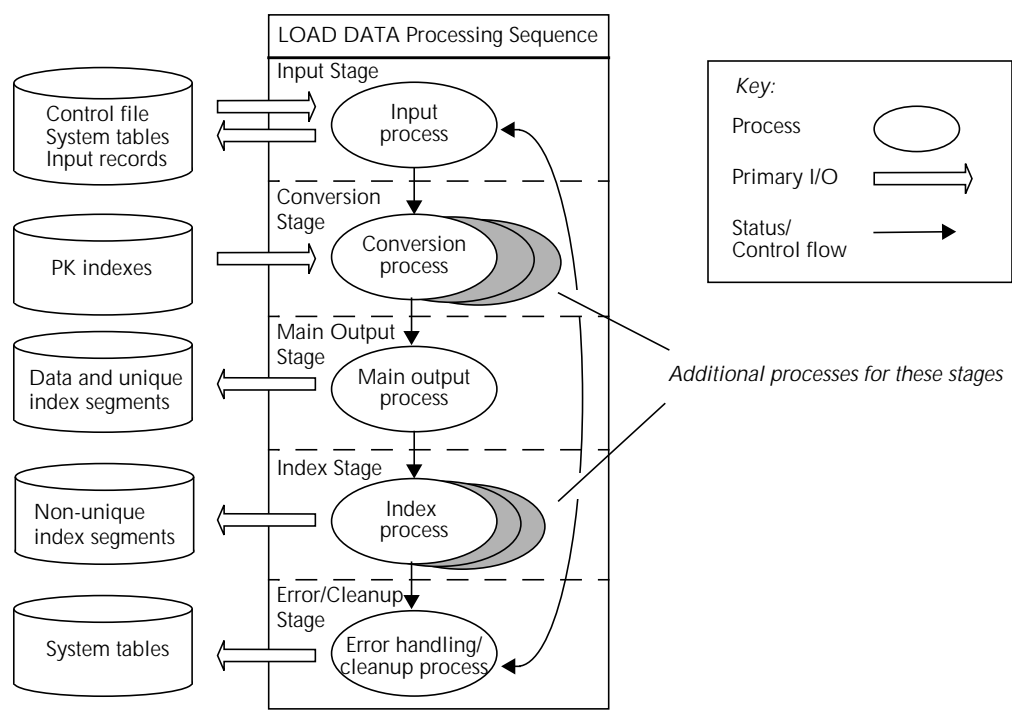 LOAD DATA Processing Sequence
Input Stage
Control file
System tables
Input records
Input
process
Conversion
Stage
PK indexes
Conversion
process
Main Output
Stage
Data and unique
index segments
Main output
process
Index Stage
Non-unique
index segments
Index
process
Error/Cleanup
Stage
System tables
Error handling/
cleanup process
Key:
Process
Primary I/O
Status/
Control flow
Additional processes for these stages